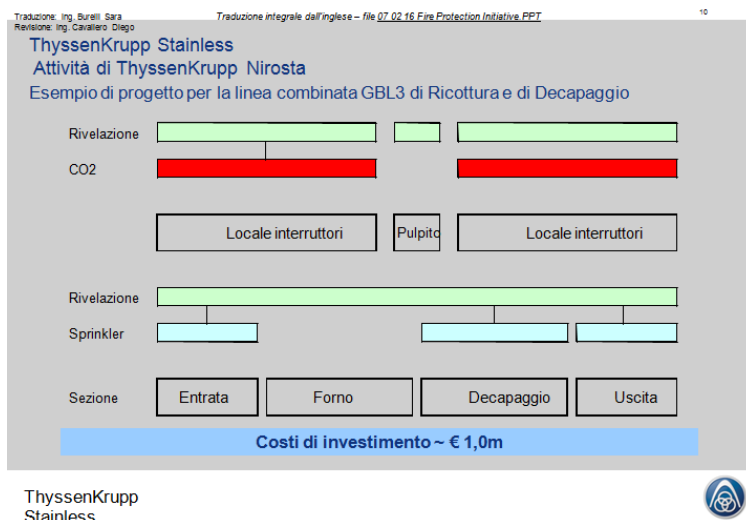 Traduzione: Ing. Burelli Sara
Traduzione integrale dall'inglese – file 07 02 16 Fire Protection Initiative.PPT
10
Revisione: Ing. Cavallero Diego
ThyssenKrupp Stainless
Attività di ThyssenKrupp Nirosta
Esempio di progetto per la linea combinata GBL3 di Ricottura e di Decapaggio
Rivelazione
CO2
Locale interruttori
Pulpito
Locale interruttori
Rivelazione
Sprinkler
Sezione
Entrata
Forno
Decapaggio
Uscita
Costi di investimento ~ € 1,0m
ThyssenKrupp
Stainless